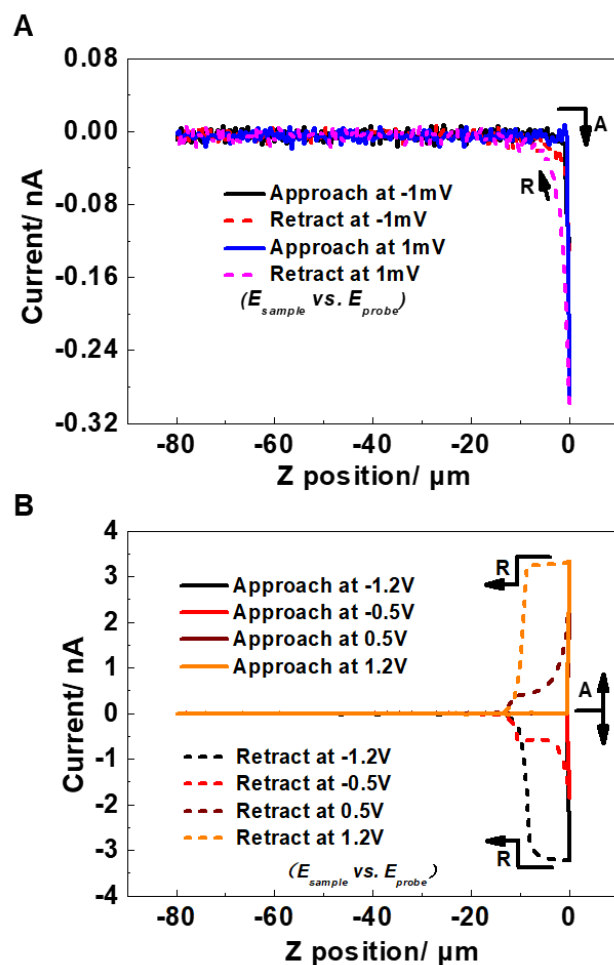 A
0.08
0.00
-0.08
-0.16
-0.24
-0.32
Current/ nA
A
R
Approach at -1mV
Retract at -1mV
Approach at 1mV
Retract at 1mV
(E_sample vs. E_probe)
-80
-60
-40
-20
0
Z position/ µm
B
4
3
2
1
0
-1
-2
-3
-4
Current/ nA
R
Approach at -1.2V
Approach at -0.5V
Approach at 0.5V
Approach at 1.2V
A
Retract at -1.2V
Retract at -0.5V
Retract at 0.5V
Retract at 1.2V
R
(E_sample vs. E_probe)
-80
-60
-40
-20
0
Z position/ µm